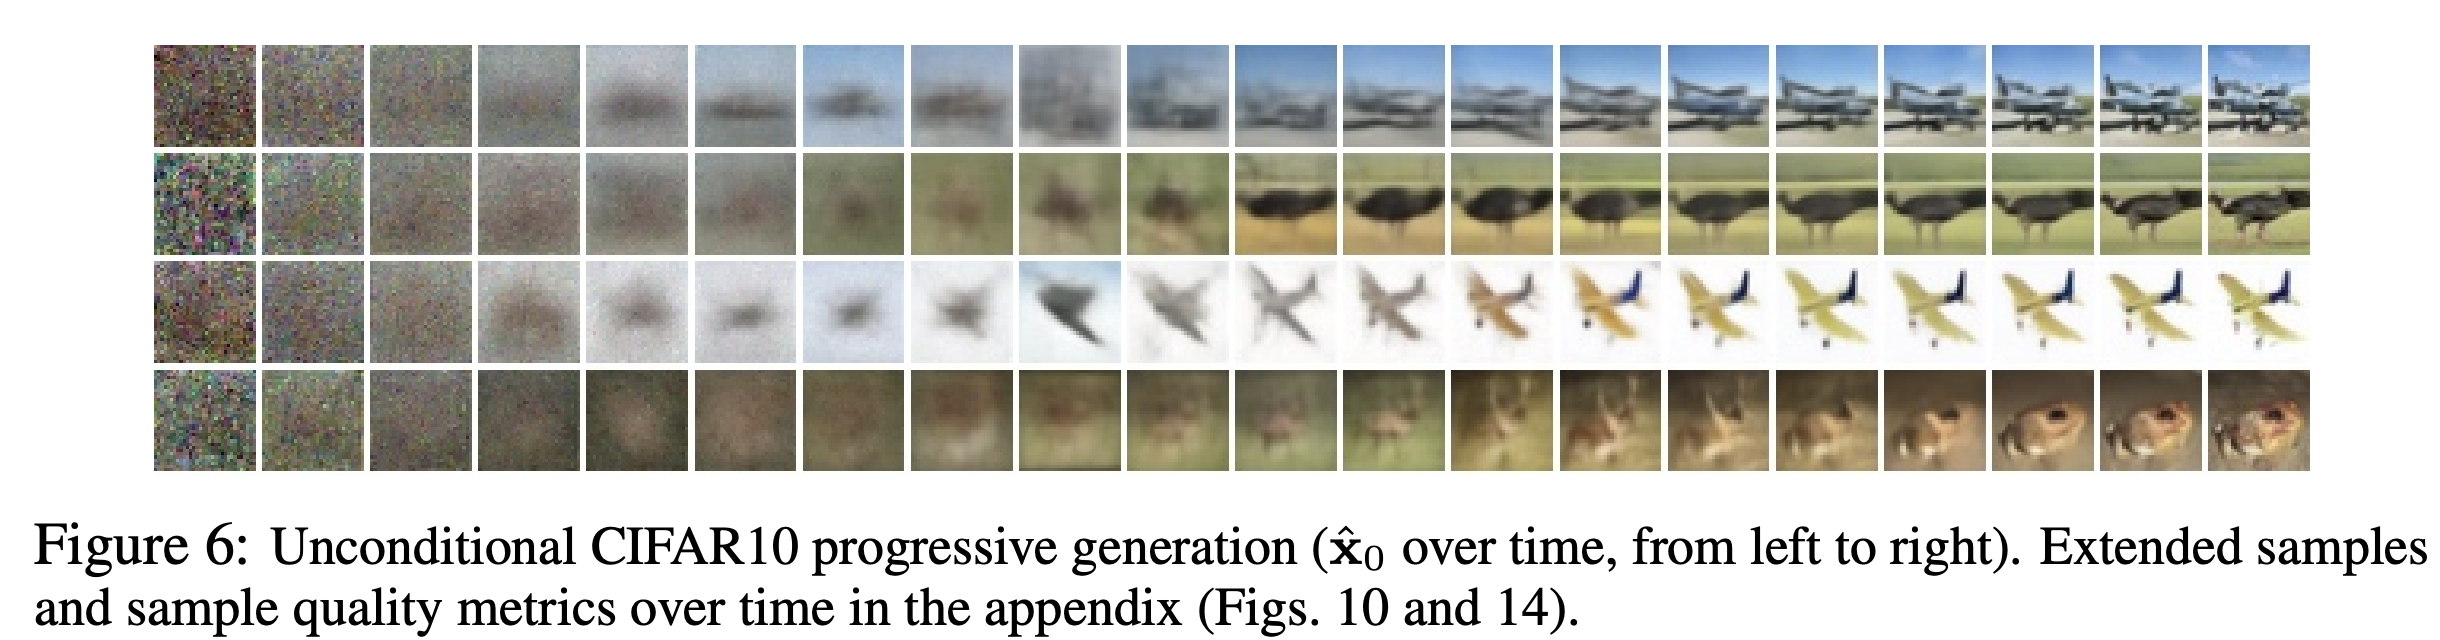 Figure 6: Unconditional CIFAR10 progressive generation (x̂₀ over time, from left to right). Extended samples
and sample quality metrics over time in the appendix (Figs. 10 and 14).